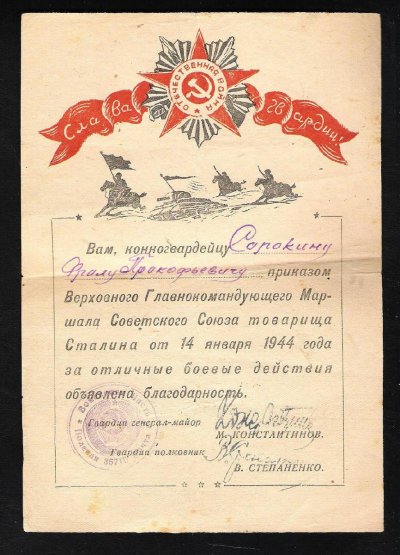 ОТЕЧЕСТВЕННАЯ ВОЙНА
Слава гвардии!
Вам, конногвардейцу Сорокину
Фролу Прокофьевичу приказом
Верховного Главнокомандующего Мар-
шала Советского Союза товарища
Сталина от 14 января 1944 года
за отличные боевые действия
объявлена благодарность.
Гвардии генерал-майор
М. КОНСТАНТИНОВ.
Гвардии полковник
В. СТЕПАНЕНКО.